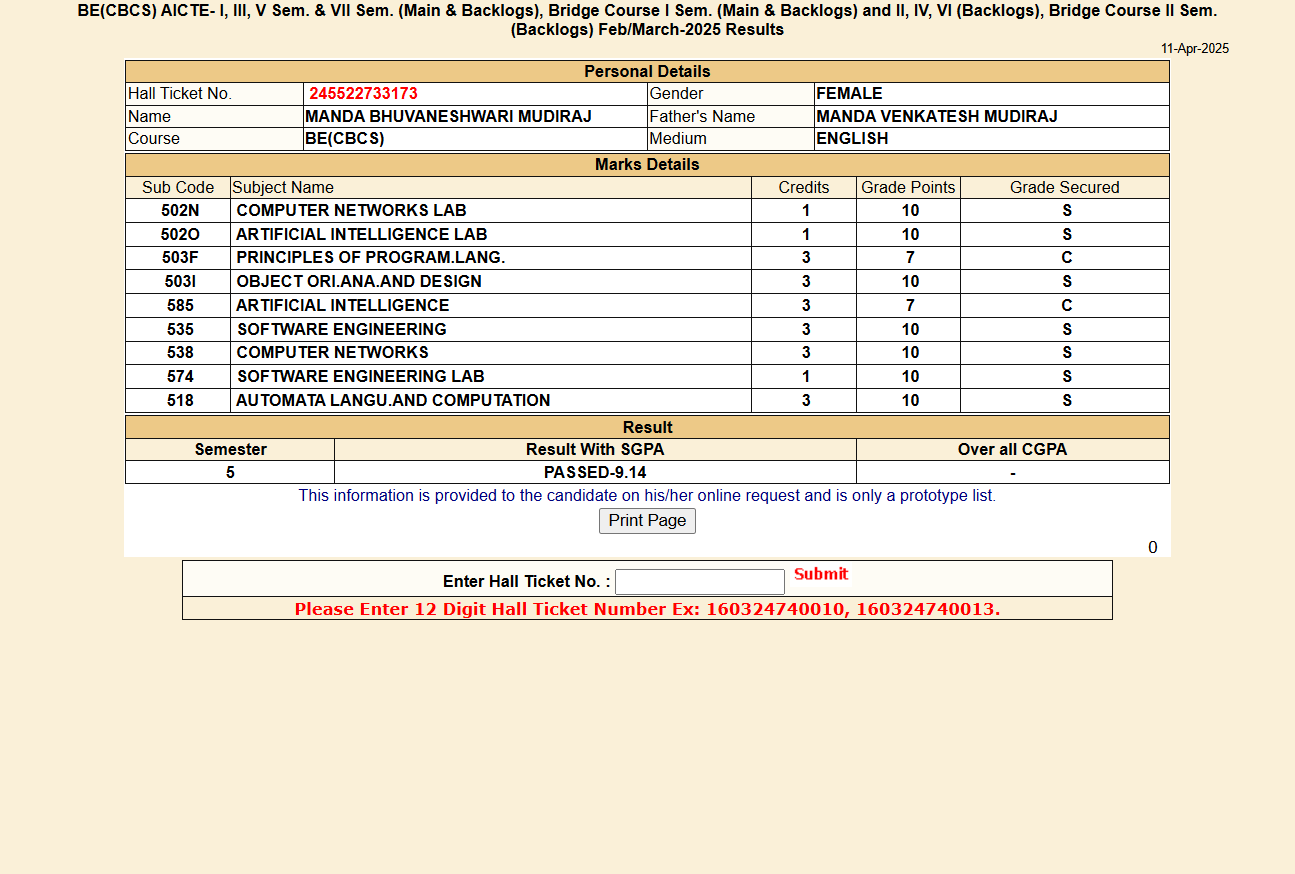 BE(CBCS) AICTE- I, III, V Sem. & VII Sem. (Main & Backlogs), Bridge Course I Sem. (Main & Backlogs) and II, IV, VI (Backlogs), Bridge Course II Sem.
(Backlogs) Feb/March-2025 Results
11-Apr-2025
Personal Details
Hall Ticket No. 245522733173 Gender FEMALE
Name MANDA BHUVANESHWARI MUDIRAJ Father's Name MANDA VENKATESH MUDIRAJ
Course BE(CBCS) Medium ENGLISH
Marks Details
Sub Code Subject Name Credits Grade Points Grade Secured
502N COMPUTER NETWORKS LAB 1 10 S
502O ARTIFICIAL INTELLIGENCE LAB 1 10 S
503F PRINCIPLES OF PROGRAM.LANG. 3 7 C
503I OBJECT ORI.ANA.AND DESIGN 3 10 S
585 ARTIFICIAL INTELLIGENCE 3 7 C
535 SOFTWARE ENGINEERING 3 10 S
538 COMPUTER NETWORKS 3 10 S
574 SOFTWARE ENGINEERING LAB 1 10 S
518 AUTOMATA LANGU.AND COMPUTATION 3 10 S
Result
Semester Result With SGPA Over all CGPA
5 PASSED-9.14 -
This information is provided to the candidate on his/her online request and is only a prototype list.
Print Page
0
Enter Hall Ticket No. : Submit
Please Enter 12 Digit Hall Ticket Number Ex: 160324740010, 160324740013.